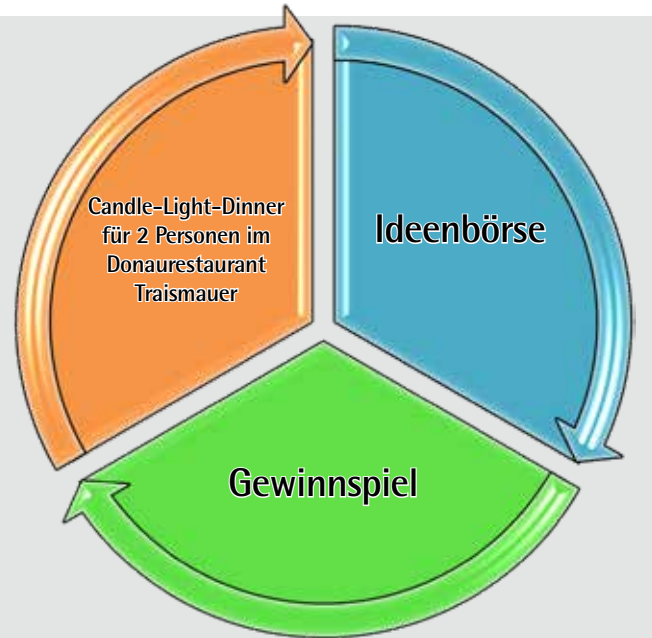 Candle-Light-Dinner
für 2 Personen im
Donaurestaurant
Traismauer
Ideenbörse
Gewinnspiel